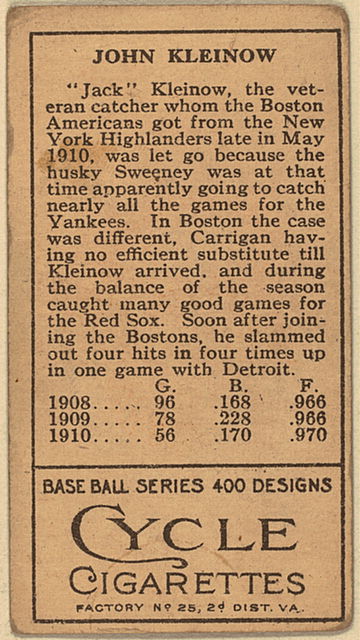 JOHN KLEINOW
"Jack" Kleinow, the vet-
eran catcher whom the Boston
Americans got from the New
York Highlanders late in May
1910, was let go because the
husky Sweeney was at that
time apparently going to catch
nearly all the games for the
Yankees. In Boston the case
was different, Carrigan hav-
ing no efficient substitute till
Kleinow arrived, and during
the balance of the season
caught many good games for
the Red Sox. Soon after join-
ing the Bostons, he slammed
out four hits in four times up
in one game with Detroit.
G. B. F.
1908..... 96 .168 .966
1909..... 78 .228 .966
1910..... 56 .170 .970
BASE BALL SERIES 400 DESIGNS
CYCLE
CIGARETTES
FACTORY Nº 25, 2d DIST. VA.